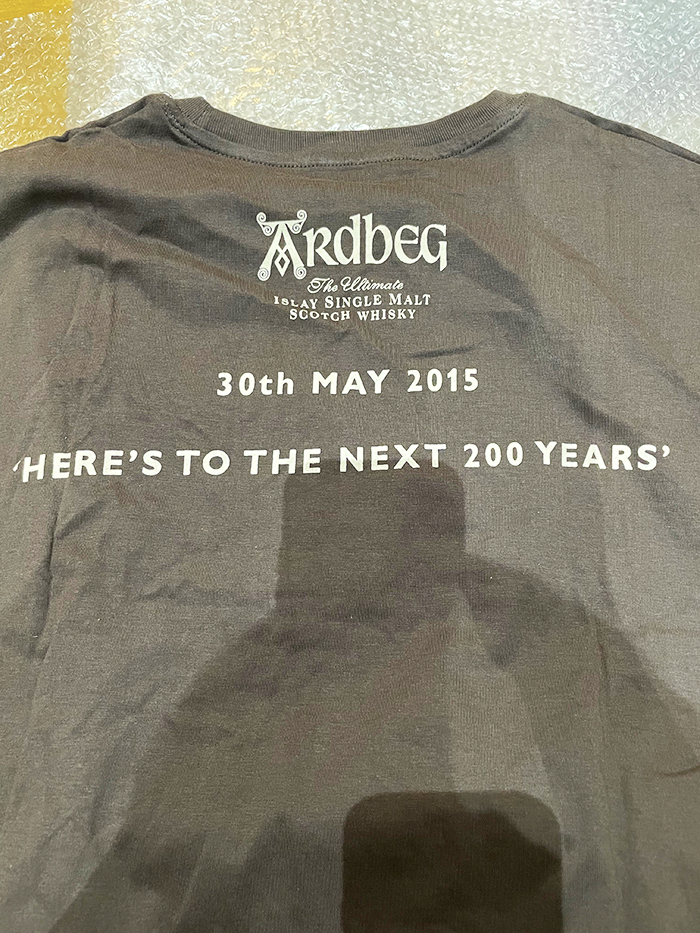 Ardbeg
The Ultimate
ISLAY SINGLE MALT
SCOTCH WHISKY
30th MAY 2015
'HERE'S TO THE NEXT 200 YEARS'